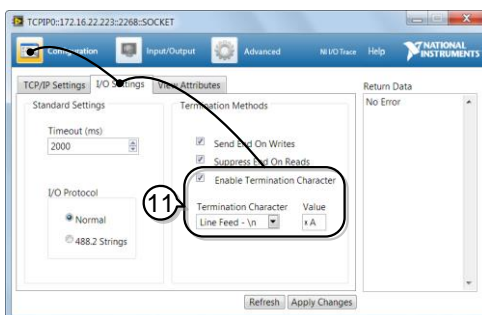 TCPIP0::172.16.22.223::2268::SOCKET
Configuration Input/Output Advanced NI I/O Trace Help NATIONAL INSTRUMENTS
TCP/IP Settings I/O Settings View Attributes
Return Data
No Error
Standard Settings
Timeout (ms)
2000
I/O Protocol
Normal
488.2 Strings
Termination Methods
Send End On Writes
Suppress End On Reads
Enable Termination Character
11
Termination Character Value
Line Feed - \n xA
Refresh Apply Changes